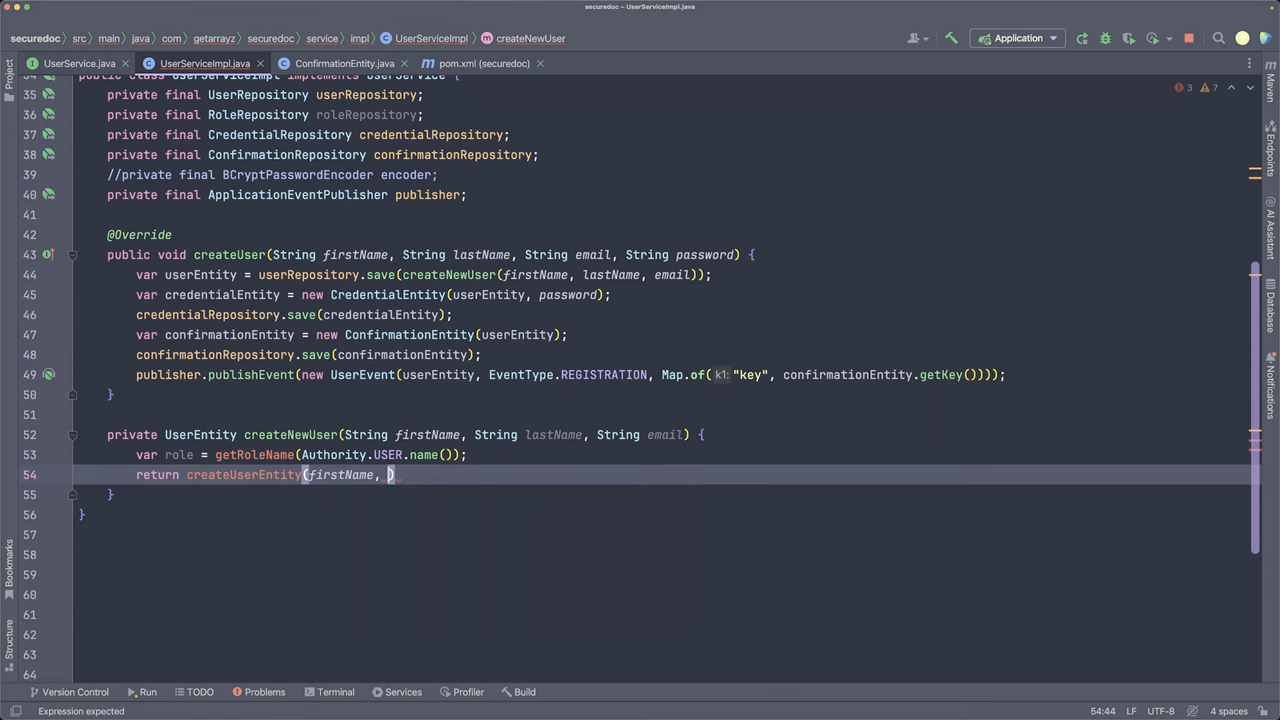 securedoc – UserServiceImpl.java
securedoc src main java com getarrayz securedoc service impl UserServiceImpl createNewUser Application
UserService.java UserServiceImpl.java ConfirmationEntity.java pom.xml (securedoc)
3 7
35 private final UserRepository userRepository;
36 private final RoleRepository roleRepository;
37 private final CredentialRepository credentialRepository;
38 private final ConfirmationRepository confirmationRepository;
39 //private final BCryptPasswordEncoder encoder;
40 private final ApplicationEventPublisher publisher;
41
42 @Override
43 public void createUser(String firstName, String lastName, String email, String password) {
44 var userEntity = userRepository.save(createNewUser(firstName, lastName, email));
45 var credentialEntity = new CredentialEntity(userEntity, password);
46 credentialRepository.save(credentialEntity);
47 var confirmationEntity = new ConfirmationEntity(userEntity);
48 confirmationRepository.save(confirmationEntity);
49 publisher.publishEvent(new UserEvent(userEntity, EventType.REGISTRATION, Map.of( k1: "key", confirmationEntity.getKey())));
50 }
51
52 private UserEntity createNewUser(String firstName, String lastName, String email) {
53 var role = getRoleName(Authority.USER.name());
54 return createUserEntity(firstName, )
55 }
56 }
57
58
59
60
61
62
63
64
Project
Bookmarks
Structure
Maven
Endpoints
AI Assistant
Database
Notifications
Version Control Run TODO Problems Terminal Services Profiler Build
Expression expected 54:44 LF UTF-8 4 spaces